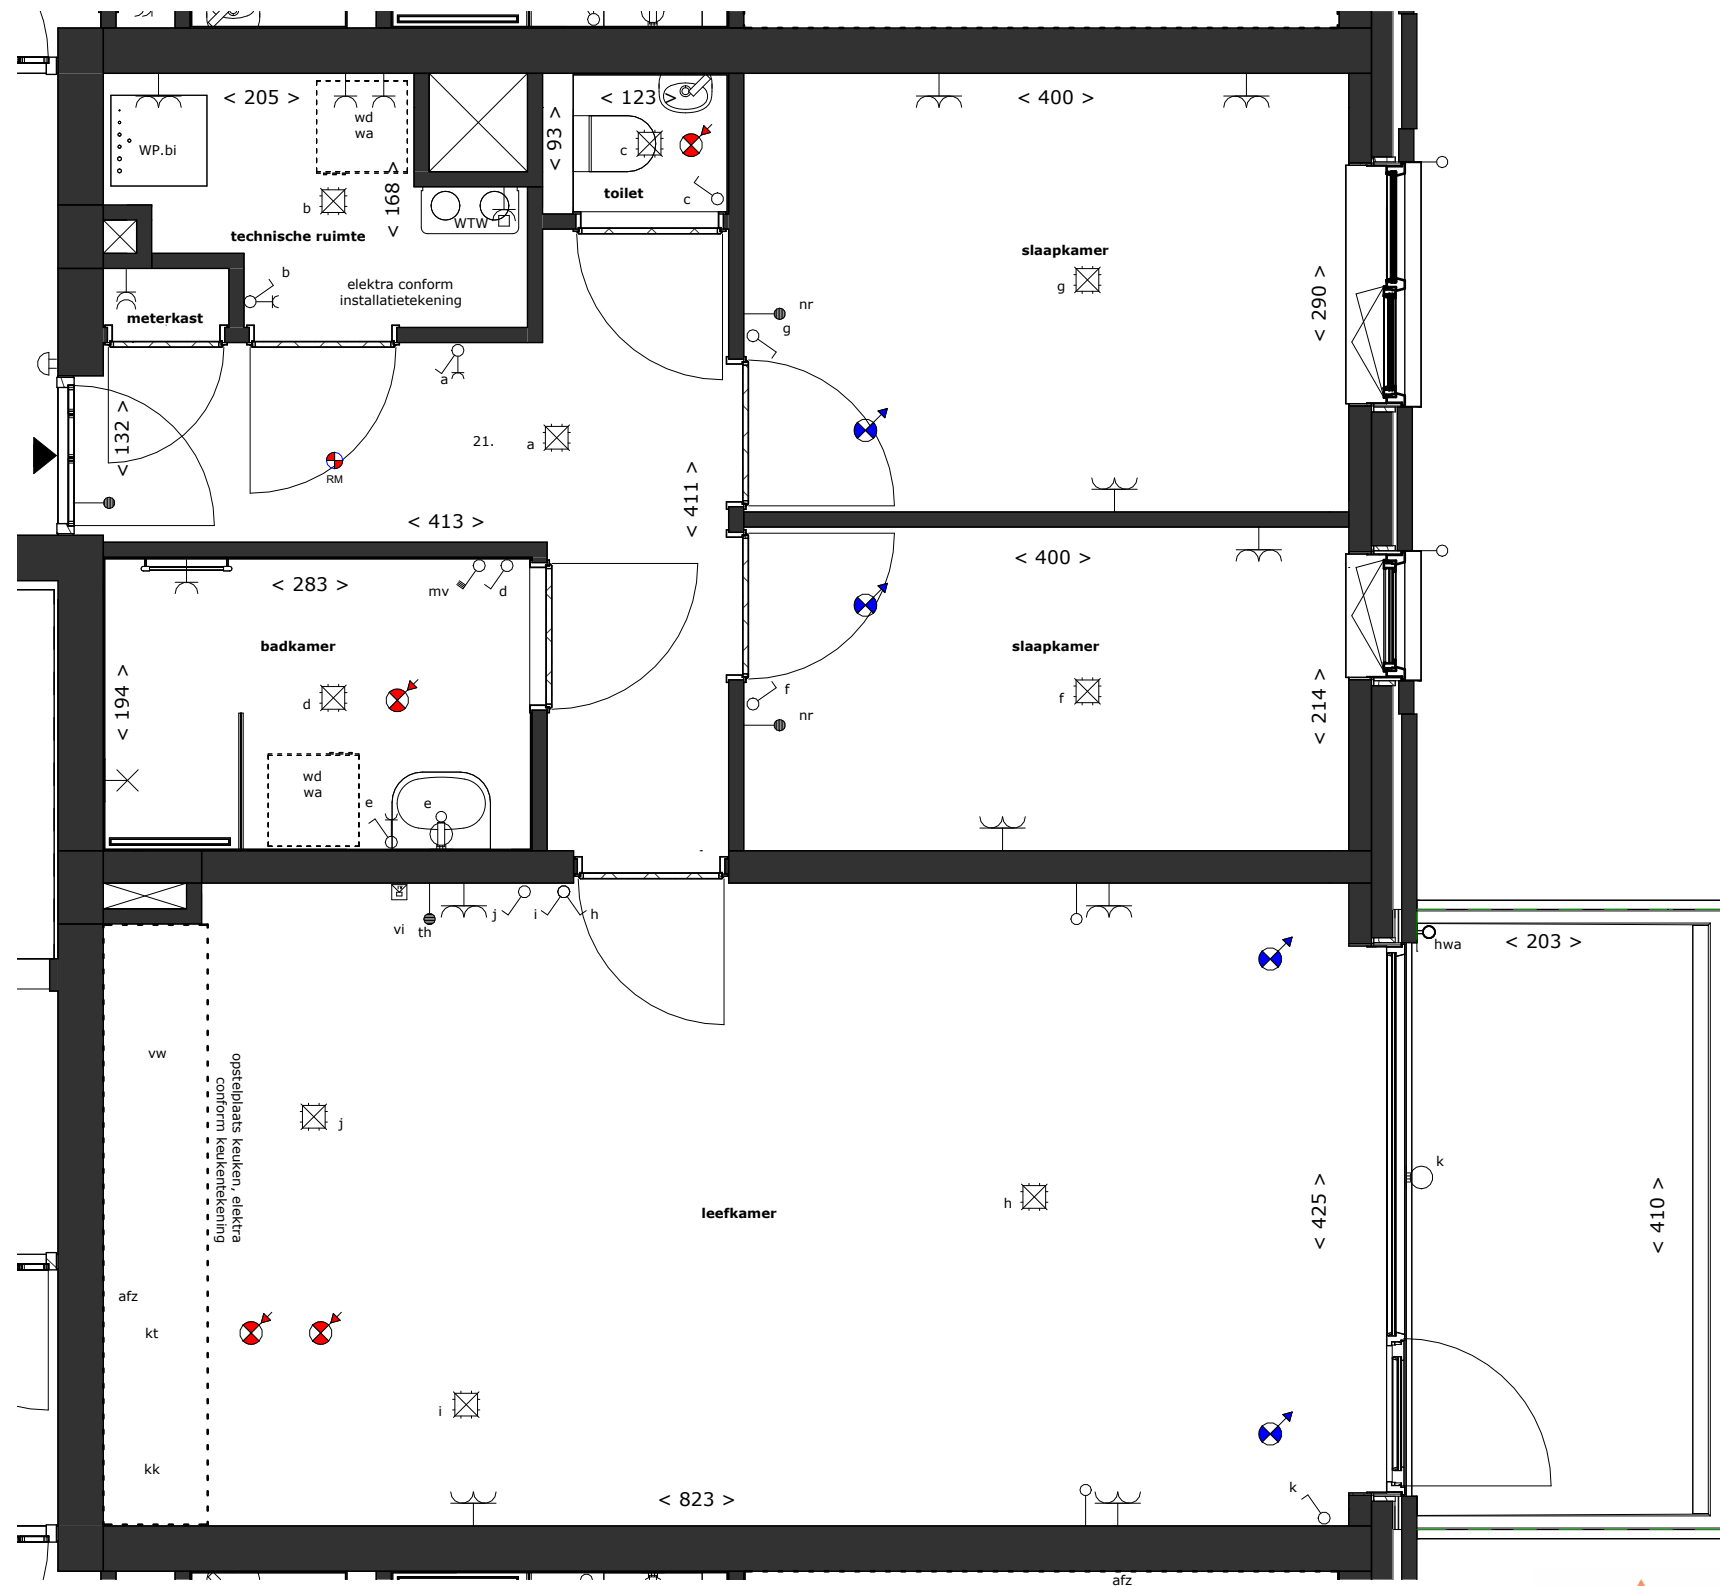 < 205 >
wd
wa
WP.bi
< 168 >
b
technische ruimte
WTW
elektra conform
installatietekening
b
meterkast
< 93 >
< 123 >
c
toilet
c
< 400 >
slaapkamer
g
< 290 >
nr
g
a
21.
a
< 132 >
RM
< 413 >
< 411 >
< 283 >
mv
d
badkamer
d
< 194 >
wd
wa
e
e
< 400 >
slaapkamer
f
f
nr
< 214 >
vi
th
j
i
h
hwa
< 203 >
vw
opstelplaats keuken, elektra
conform keukentekening
j
h
leefkamer
< 425 >
k
< 410 >
afz
kt
i
kk
< 823 >
k
afz